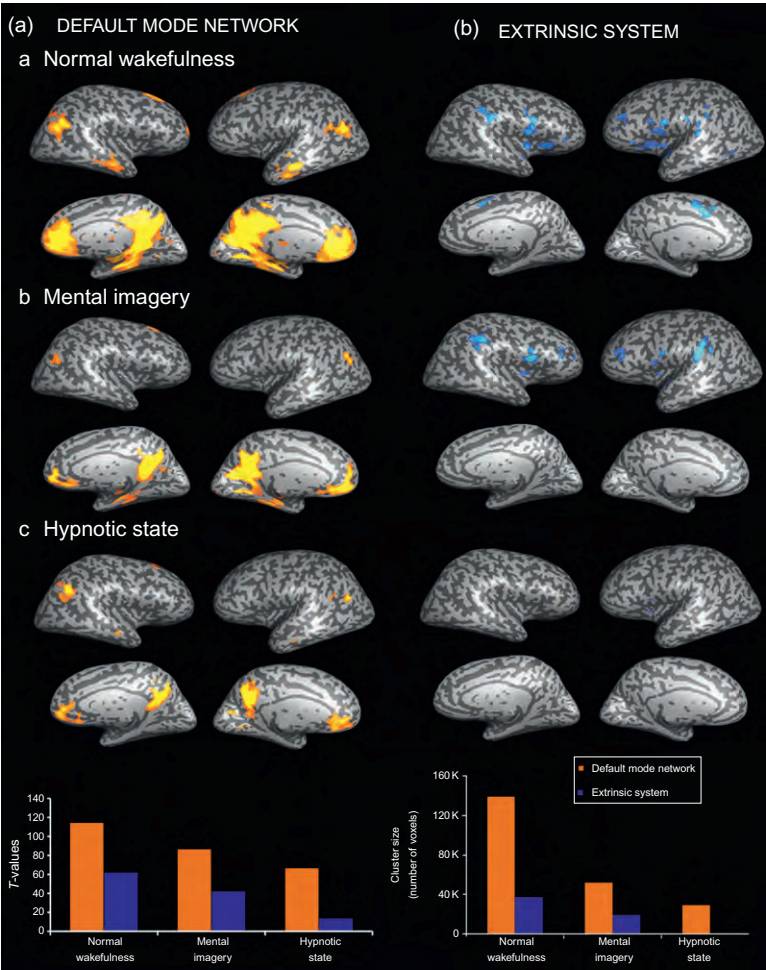 (a) DEFAULT MODE NETWORK
(b) EXTRINSIC SYSTEM
a Normal wakefulness
b Mental imagery
c Hypnotic state
140
120
100
80
60
40
20
0
T-values
Normal
wakefulness
Mental
imagery
Hypnotic
state
160 K
120 K
80 K
40 K
0
Cluster size
(number of voxels)
Default mode network
Extrinsic system
Normal
wakefulness
Mental
imagery
Hypnotic
state